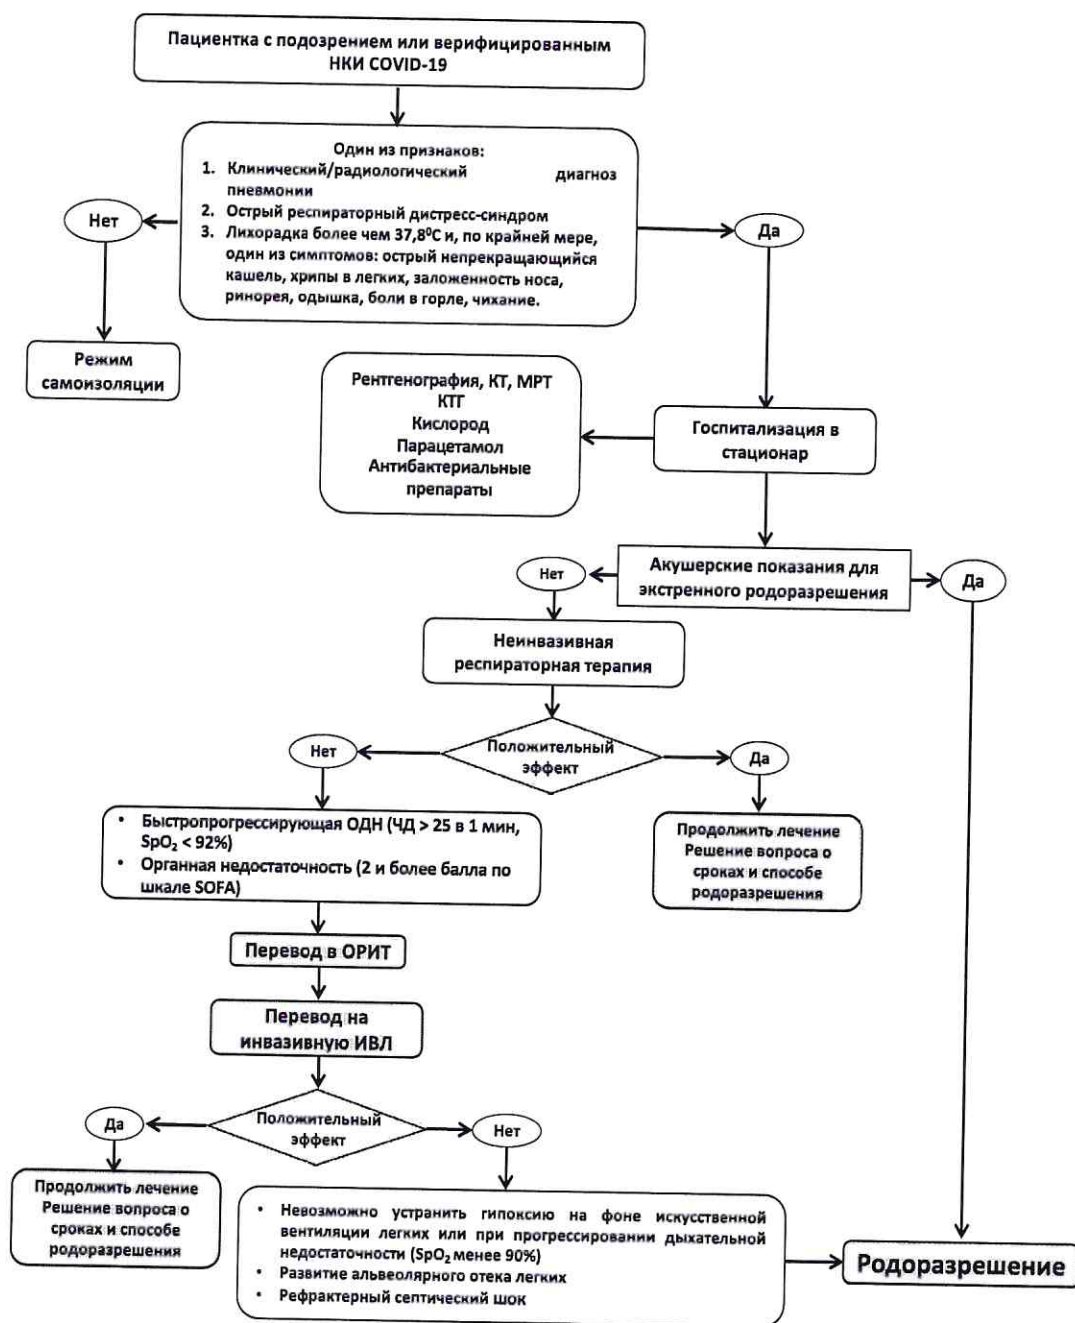 Пациентка с подозрением или верифицированным
НКИ COVID-19
Один из признаков:
1. Клинический/радиологический диагноз
пневмонии
2. Острый респираторный дистресс-синдром
3. Лихорадка более чем 37,8⁰С и, по крайней мере,
один из симптомов: острый непрекращающийся
кашель, хрипы в легких, заложенность носа,
ринорея, одышка, боли в горле, чихание.
Нет
Да
Режим
самоизоляции
Рентгенография, КТ, МРТ
КТГ
Кислород
Парацетамол
Антибактериальные
препараты
Госпитализация в
стационар
Акушерские показания для
экстренного родоразрешения
Нет
Да
Неинвазивная
респираторная терапия
Положительный
эффект
Нет
Да
• Быстропрогрессирующая ОДН (ЧД > 25 в 1 мин,
SpO₂ < 92%)
• Органная недостаточность (2 и более балла по
шкале SOFA)
Продолжить лечение
Решение вопроса о
сроках и способе
родоразрешения
Перевод в ОРИТ
Перевод на
инвазивную ИВЛ
Положительный
эффект
Да
Нет
Продолжить лечение
Решение вопроса о
сроках и способе
родоразрешения
• Невозможно устранить гипоксию на фоне искусственной
вентиляции легких или при прогрессировании дыхательной
недостаточности (SpO₂ менее 90%)
• Развитие альвеолярного отека легких
• Рефрактерный септический шок
Родоразрешение